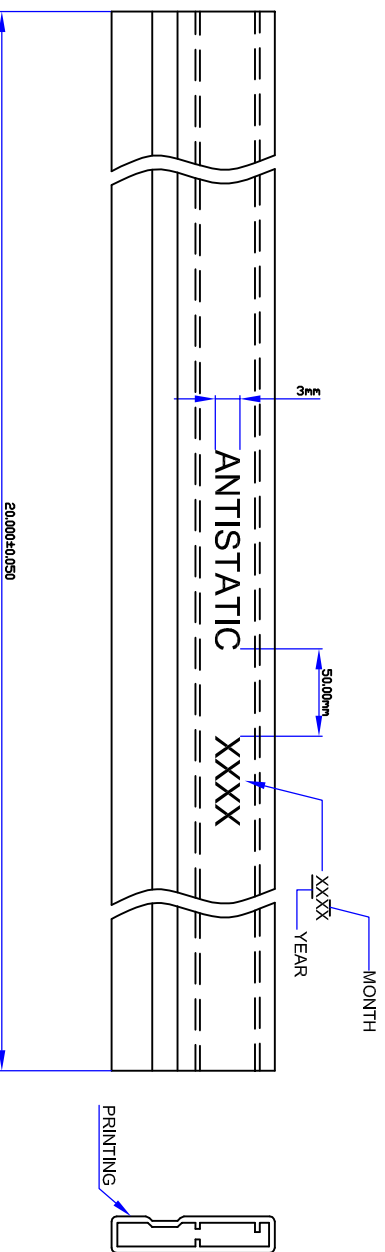 MONTH
XXXX
YEAR
3mm
50.00mm
ANTISTATIC XXXX
20.000±0.050
PRINTING